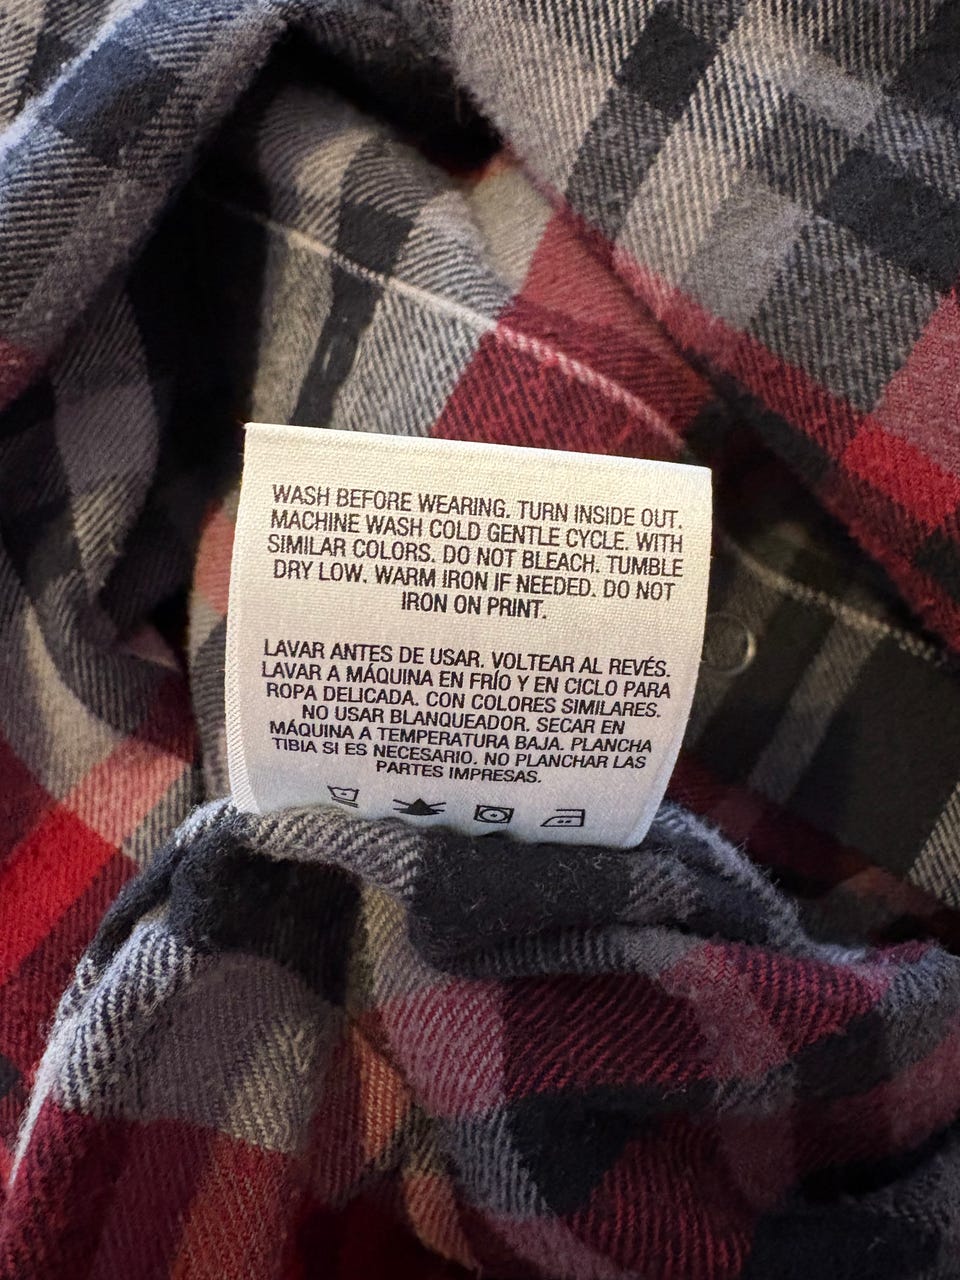 WASH BEFORE WEARING. TURN INSIDE OUT.
MACHINE WASH COLD GENTLE CYCLE. WITH
SIMILAR COLORS. DO NOT BLEACH. TUMBLE
DRY LOW. WARM IRON IF NEEDED. DO NOT
IRON ON PRINT.
LAVAR ANTES DE USAR. VOLTEAR AL REVÉS.
LAVAR A MÁQUINA EN FRÍO Y EN CICLO PARA
ROPA DELICADA. CON COLORES SIMILARES.
NO USAR BLANQUEADOR. SECAR EN
MÁQUINA A TEMPERATURA BAJA. PLANCHA
TIBIA SI ES NECESARIO. NO PLANCHAR LAS
PARTES IMPRESAS.